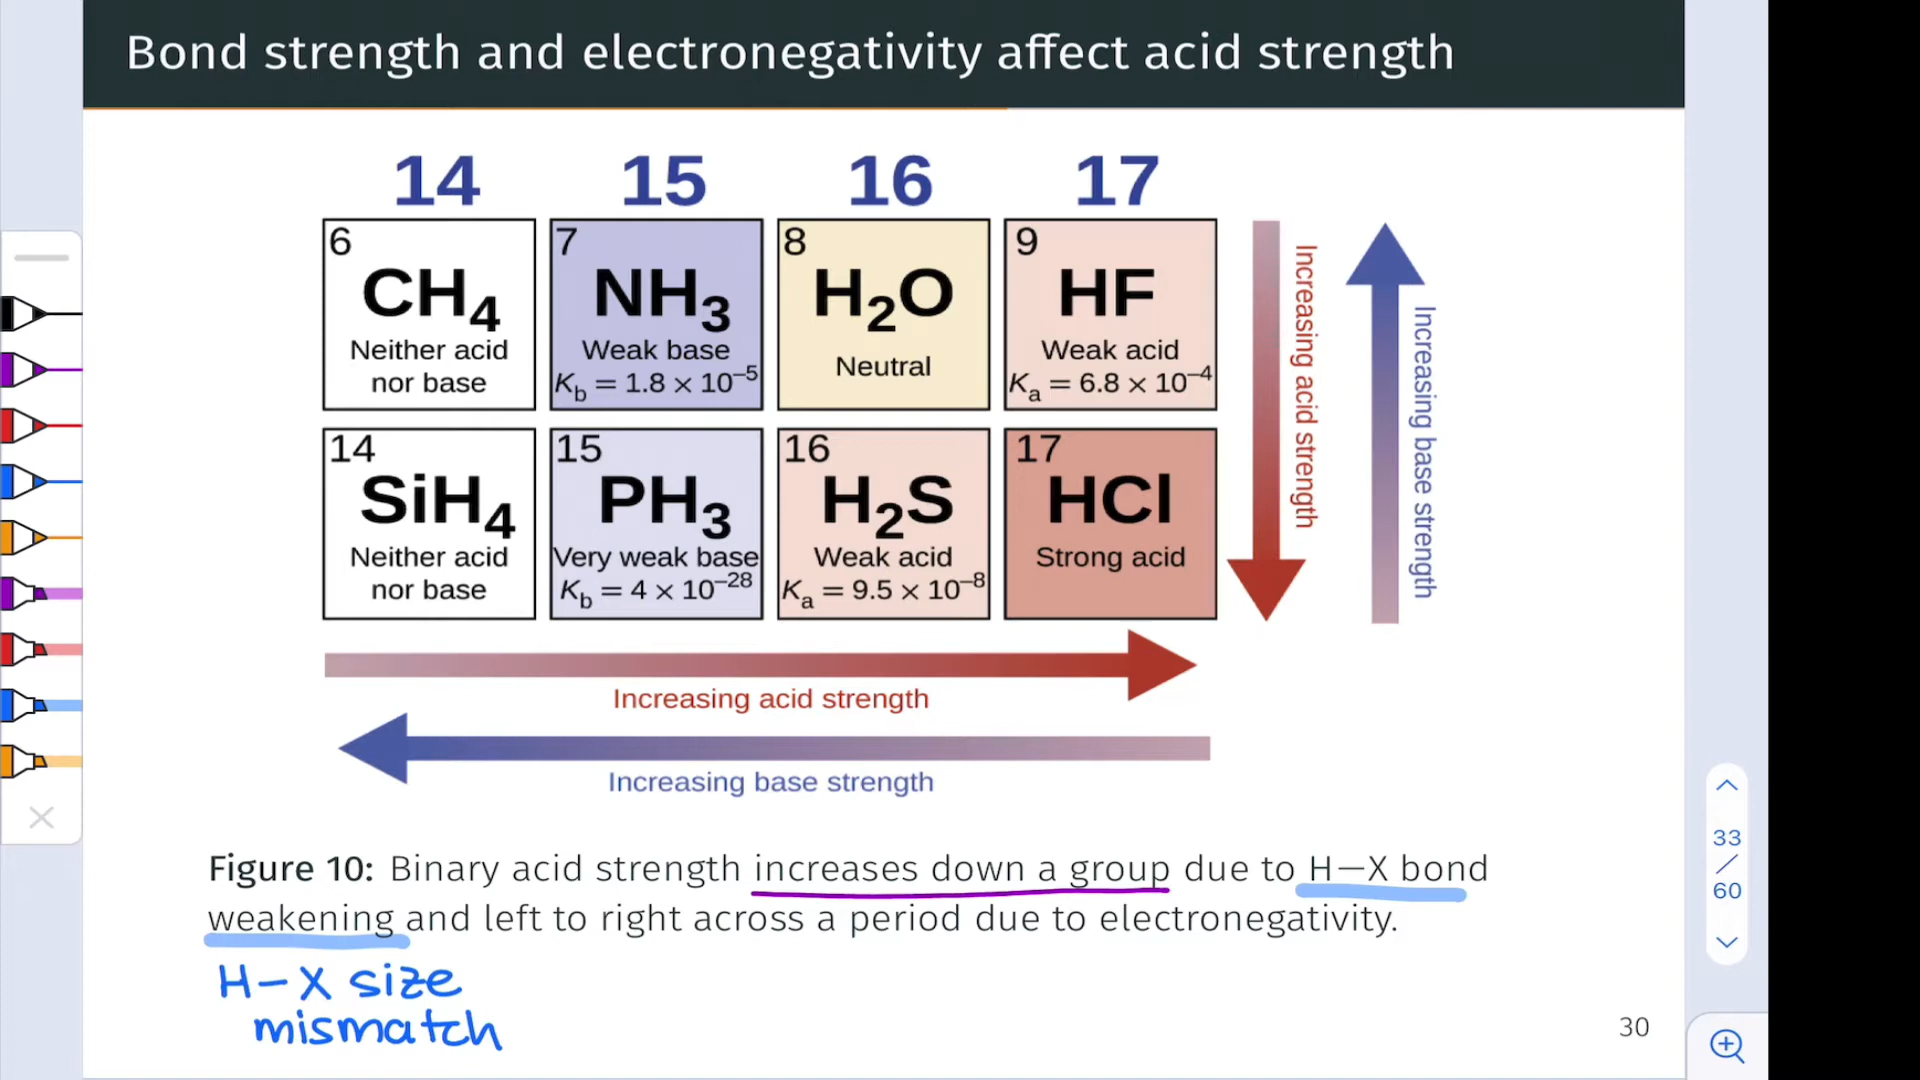 Bond strength and electronegativity affect acid strength
14 15 16 17
6
CH₄
Neither acid
nor base
7
NH₃
Weak base
K_b = 1.8 × 10⁻⁵
8
H₂O
Neutral
9
HF
Weak acid
Kₐ = 6.8 × 10⁻⁴
14
SiH₄
Neither acid
nor base
15
PH₃
Very weak base
K_b = 4 × 10⁻²⁸
16
H₂S
Weak acid
Kₐ = 9.5 × 10⁻⁸
17
HCl
Strong acid
Increasing acid strength
Increasing base strength
Increasing acid strength
Increasing base strength
Figure 10: Binary acid strength increases down a group due to H—X bond
weakening and left to right across a period due to electronegativity.
H–X size
mismatch
30
33
/
60